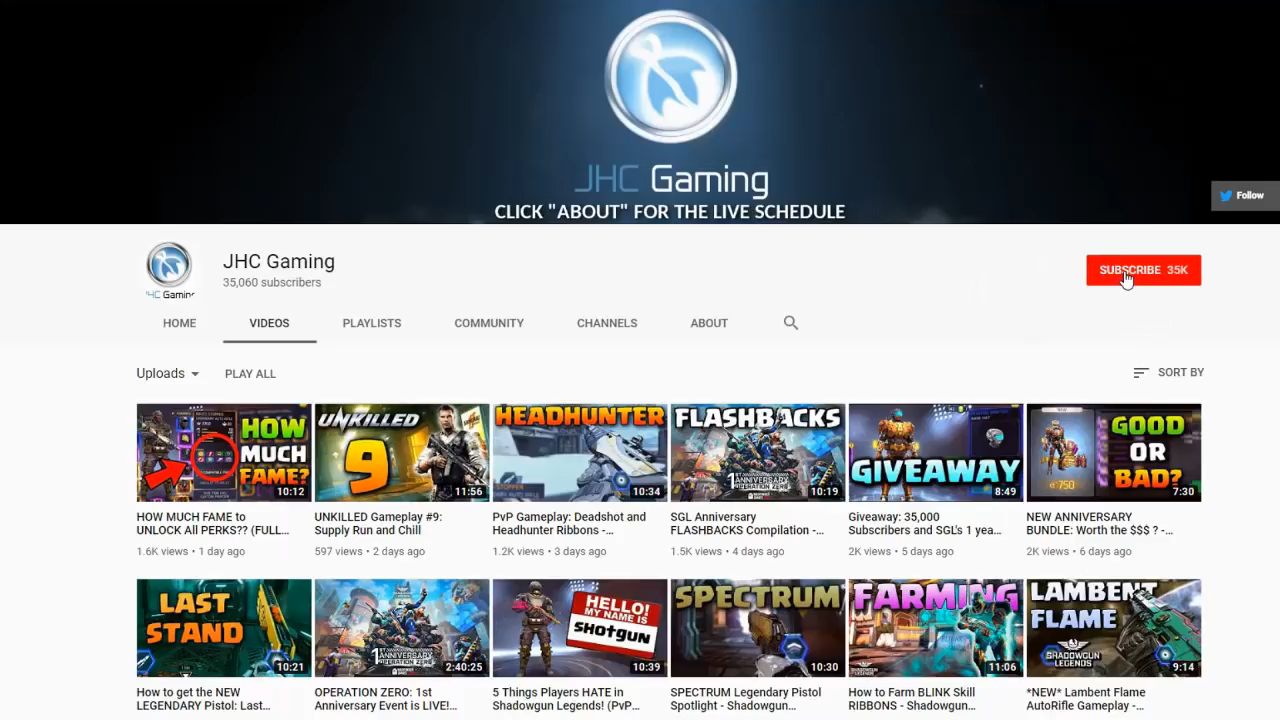 JHC Gaming
CLICK "ABOUT" FOR THE LIVE SCHEDULE
Follow
JHC Gaming
35,060 subscribers
SUBSCRIBE 35K
HOME
VIDEOS
PLAYLISTS
COMMUNITY
CHANNELS
ABOUT
Uploads
PLAY ALL
SORT BY
HOW
MUCH
FAME?
10:12
HOW MUCH FAME to
UNLOCK All PERKS?? (FULL...
1.6K views • 1 day ago
UNKILLED
9
11:56
UNKILLED Gameplay #9:
Supply Run and Chill
597 views • 2 days ago
HEADHUNTER
10:34
PvP Gameplay: Deadshot and
Headhunter Ribbons -...
1.2K views • 3 days ago
FLASHBACKS
1ST ANNIVERSARY
OPERATION ZERO
10:19
SGL Anniversary
FLASHBACKS Compilation -...
1.5K views • 4 days ago
GIVEAWAY
8:49
Giveaway: 35,000
Subscribers and SGL's 1 yea...
2K views • 5 days ago
GOOD
OR
BAD?
750
7:30
NEW ANNIVERSARY
BUNDLE: Worth the $$$ ? -...
2K views • 6 days ago
LAST
STAND
10:21
How to get the NEW
LEGENDARY Pistol: Last...
1ST ANNIVERSARY
OPERATION ZERO
2:40:25
OPERATION ZERO: 1st
Anniversary Event is LIVE!...
HELLO!
MY NAME IS
SHOTGUN
10:39
5 Things Players HATE in
Shadowgun Legends! (PvP...
SPECTRUM
10:30
SPECTRUM Legendary Pistol
Spotlight - Shadowgun...
FARMING
11:06
How to Farm BLINK Skill
RIBBONS - Shadowgun...
LAMBENT
FLAME
SHADOWGUN
LEGENDS
9:14
*NEW* Lambent Flame
AutoRifle Gameplay -...